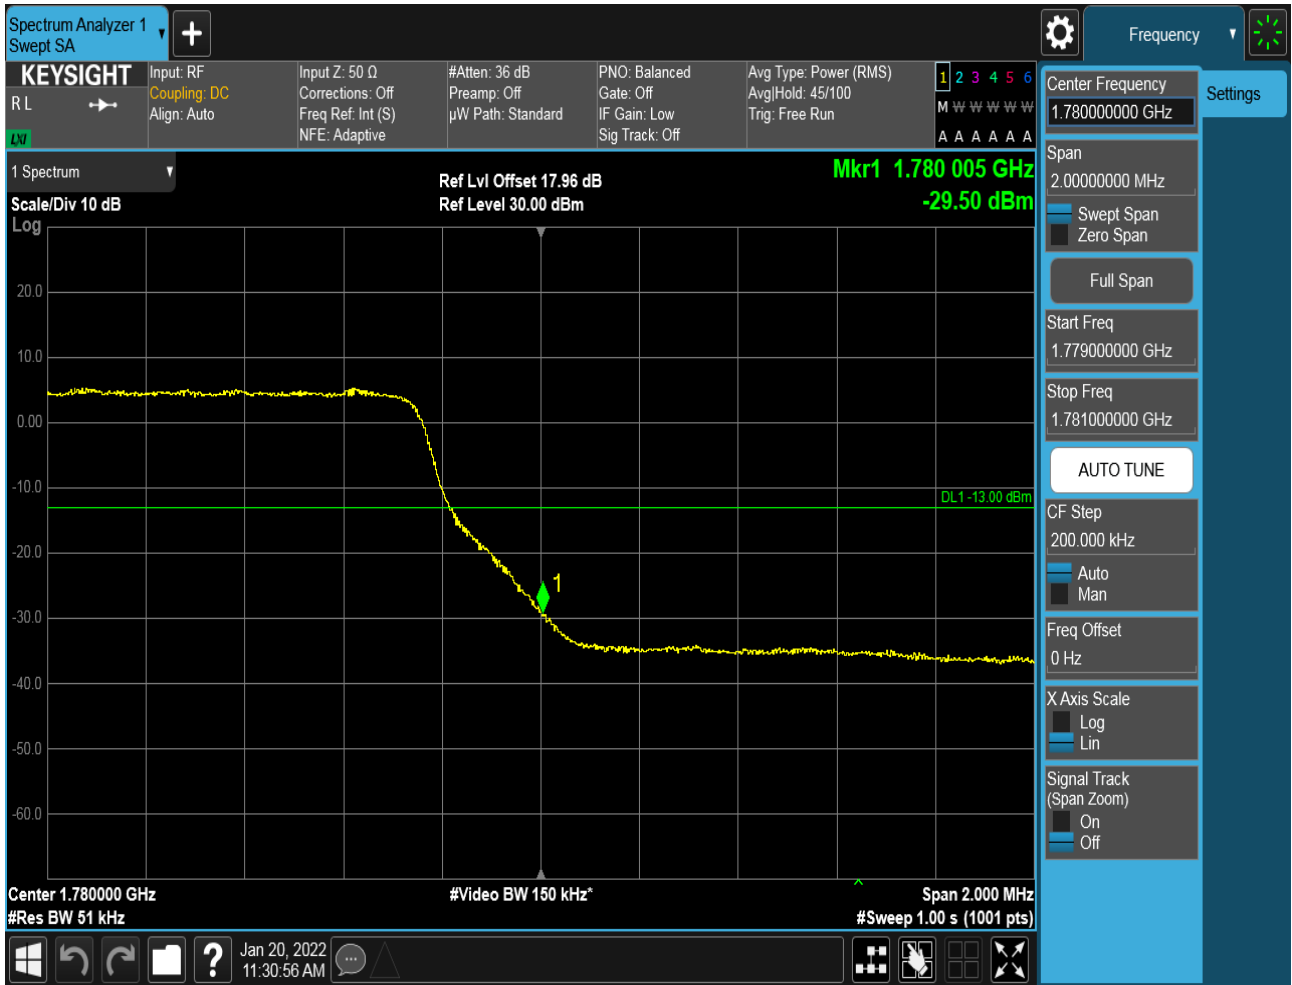 Spectrum Analyzer 1
Swept SA
Frequency
KEYSIGHT
R L
LXI
Input: RF
Coupling: DC
Align: Auto
Input Z: 50 Ω
Corrections: Off
Freq Ref: Int (S)
NFE: Adaptive
#Atten: 36 dB
Preamp: Off
µW Path: Standard
PNO: Balanced
Gate: Off
IF Gain: Low
Sig Track: Off
Avg Type: Power (RMS)
Avg|Hold: 45/100
Trig: Free Run
1 2 3 4 5 6
M W W W W W
A A A A A A
1 Spectrum
Scale/Div 10 dB
Log
Ref Lvl Offset 17.96 dB
Ref Level 30.00 dBm
Mkr1 1.780 005 GHz
-29.50 dBm
20.0
10.0
0.00
-10.0
-20.0
-30.0
-40.0
-50.0
-60.0
DL1 -13.00 dBm
1
Center 1.780000 GHz
#Res BW 51 kHz
#Video BW 150 kHz*
Span 2.000 MHz
#Sweep 1.00 s (1001 pts)
Jan 20, 2022
11:30:56 AM
Center Frequency
1.780000000 GHz
Settings
Span
2.00000000 MHz
Swept Span
Zero Span
Full Span
Start Freq
1.779000000 GHz
Stop Freq
1.781000000 GHz
AUTO TUNE
CF Step
200.000 kHz
Auto
Man
Freq Offset
0 Hz
X Axis Scale
Log
Lin
Signal Track
(Span Zoom)
On
Off